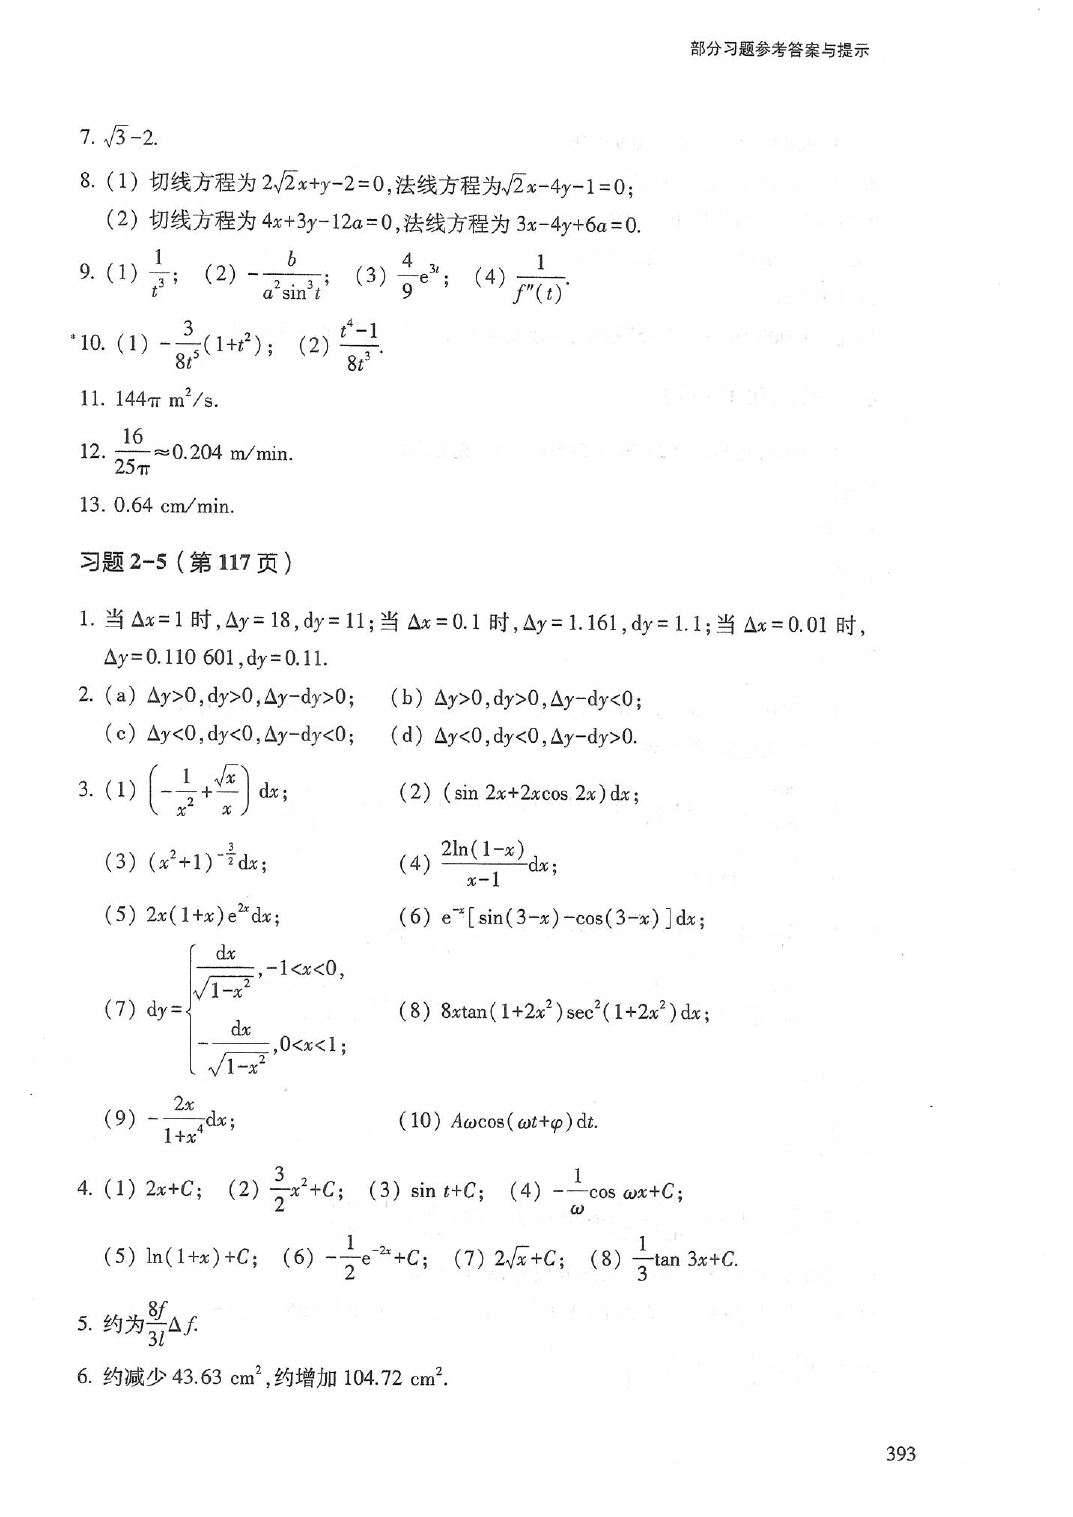 部分习题参考答案与提示
7. √3-2.
8. (1) 切线方程为 2√2x+y-2=0,法线方程为√2x-4y-1=0;
(2) 切线方程为 4x+3y-12a=0,法线方程为 3x-4y+6a=0.
9. (1) 1/t³; (2) -b/(a²sin³t); (3) (4/9)e³ᵗ; (4) 1/f″(t).
*10. (1) -3/(8t⁵)(1+t²); (2) (t⁴-1)/(8t³).
11. 144π m²/s.
12. 16/(25π)≈0.204 m/min.
13. 0.64 cm/min.
习题 2-5 (第 117 页)
1. 当 Δx=1 时,Δy=18,dy=11;当 Δx=0.1 时,Δy=1.161,dy=1.1;当 Δx=0.01 时,
Δy=0.110 601,dy=0.11.
2. (a) Δy>0,dy>0,Δy-dy>0; (b) Δy>0,dy>0,Δy-dy<0;
(c) Δy<0,dy<0,Δy-dy<0; (d) Δy<0,dy<0,Δy-dy>0.
3. (1) (-1/x²+√x/x) dx; (2) (sin 2x+2xcos 2x)dx;
(3) (x²+1)^(-3/2)dx; (4) 2ln(1-x)/(x-1) dx;
(5) 2x(1+x)e²ˣdx; (6) e⁻ˣ[sin(3-x)-cos(3-x)]dx;
(7) dy={dx/√(1-x²),-1<x<0, -dx/√(1-x²),0<x<1; (8) 8xtan(1+2x²)sec²(1+2x²)dx;
(9) -2x/(1+x⁴)dx; (10) Aωcos(ωt+φ)dt.
4. (1) 2x+C; (2) (3/2)x²+C; (3) sin t+C; (4) -(1/ω)cos ωx+C;
(5) ln(1+x)+C; (6) -(1/2)e⁻²ˣ+C; (7) 2√x+C; (8) (1/3)tan 3x+C.
5. 约为(8f/3l)Δf.
6. 约减少 43.63 cm²,约增加 104.72 cm².
393